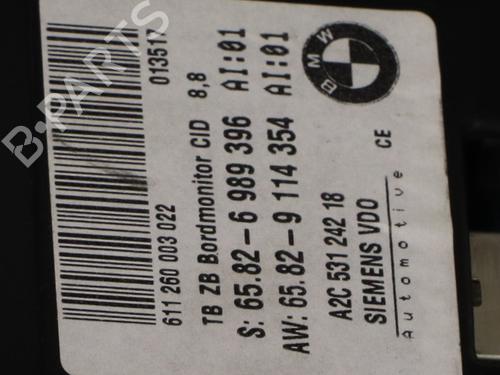 013517
611 260 003 022
TB ZB Bordmonitor CID 8,8
S: 65.82-6 989 396 AI:01
AW: 65.82-9 114 354 AI:01
A2C 531 242 18
SIEMENS VDO CE
Automotive
BMW
B-PARTS